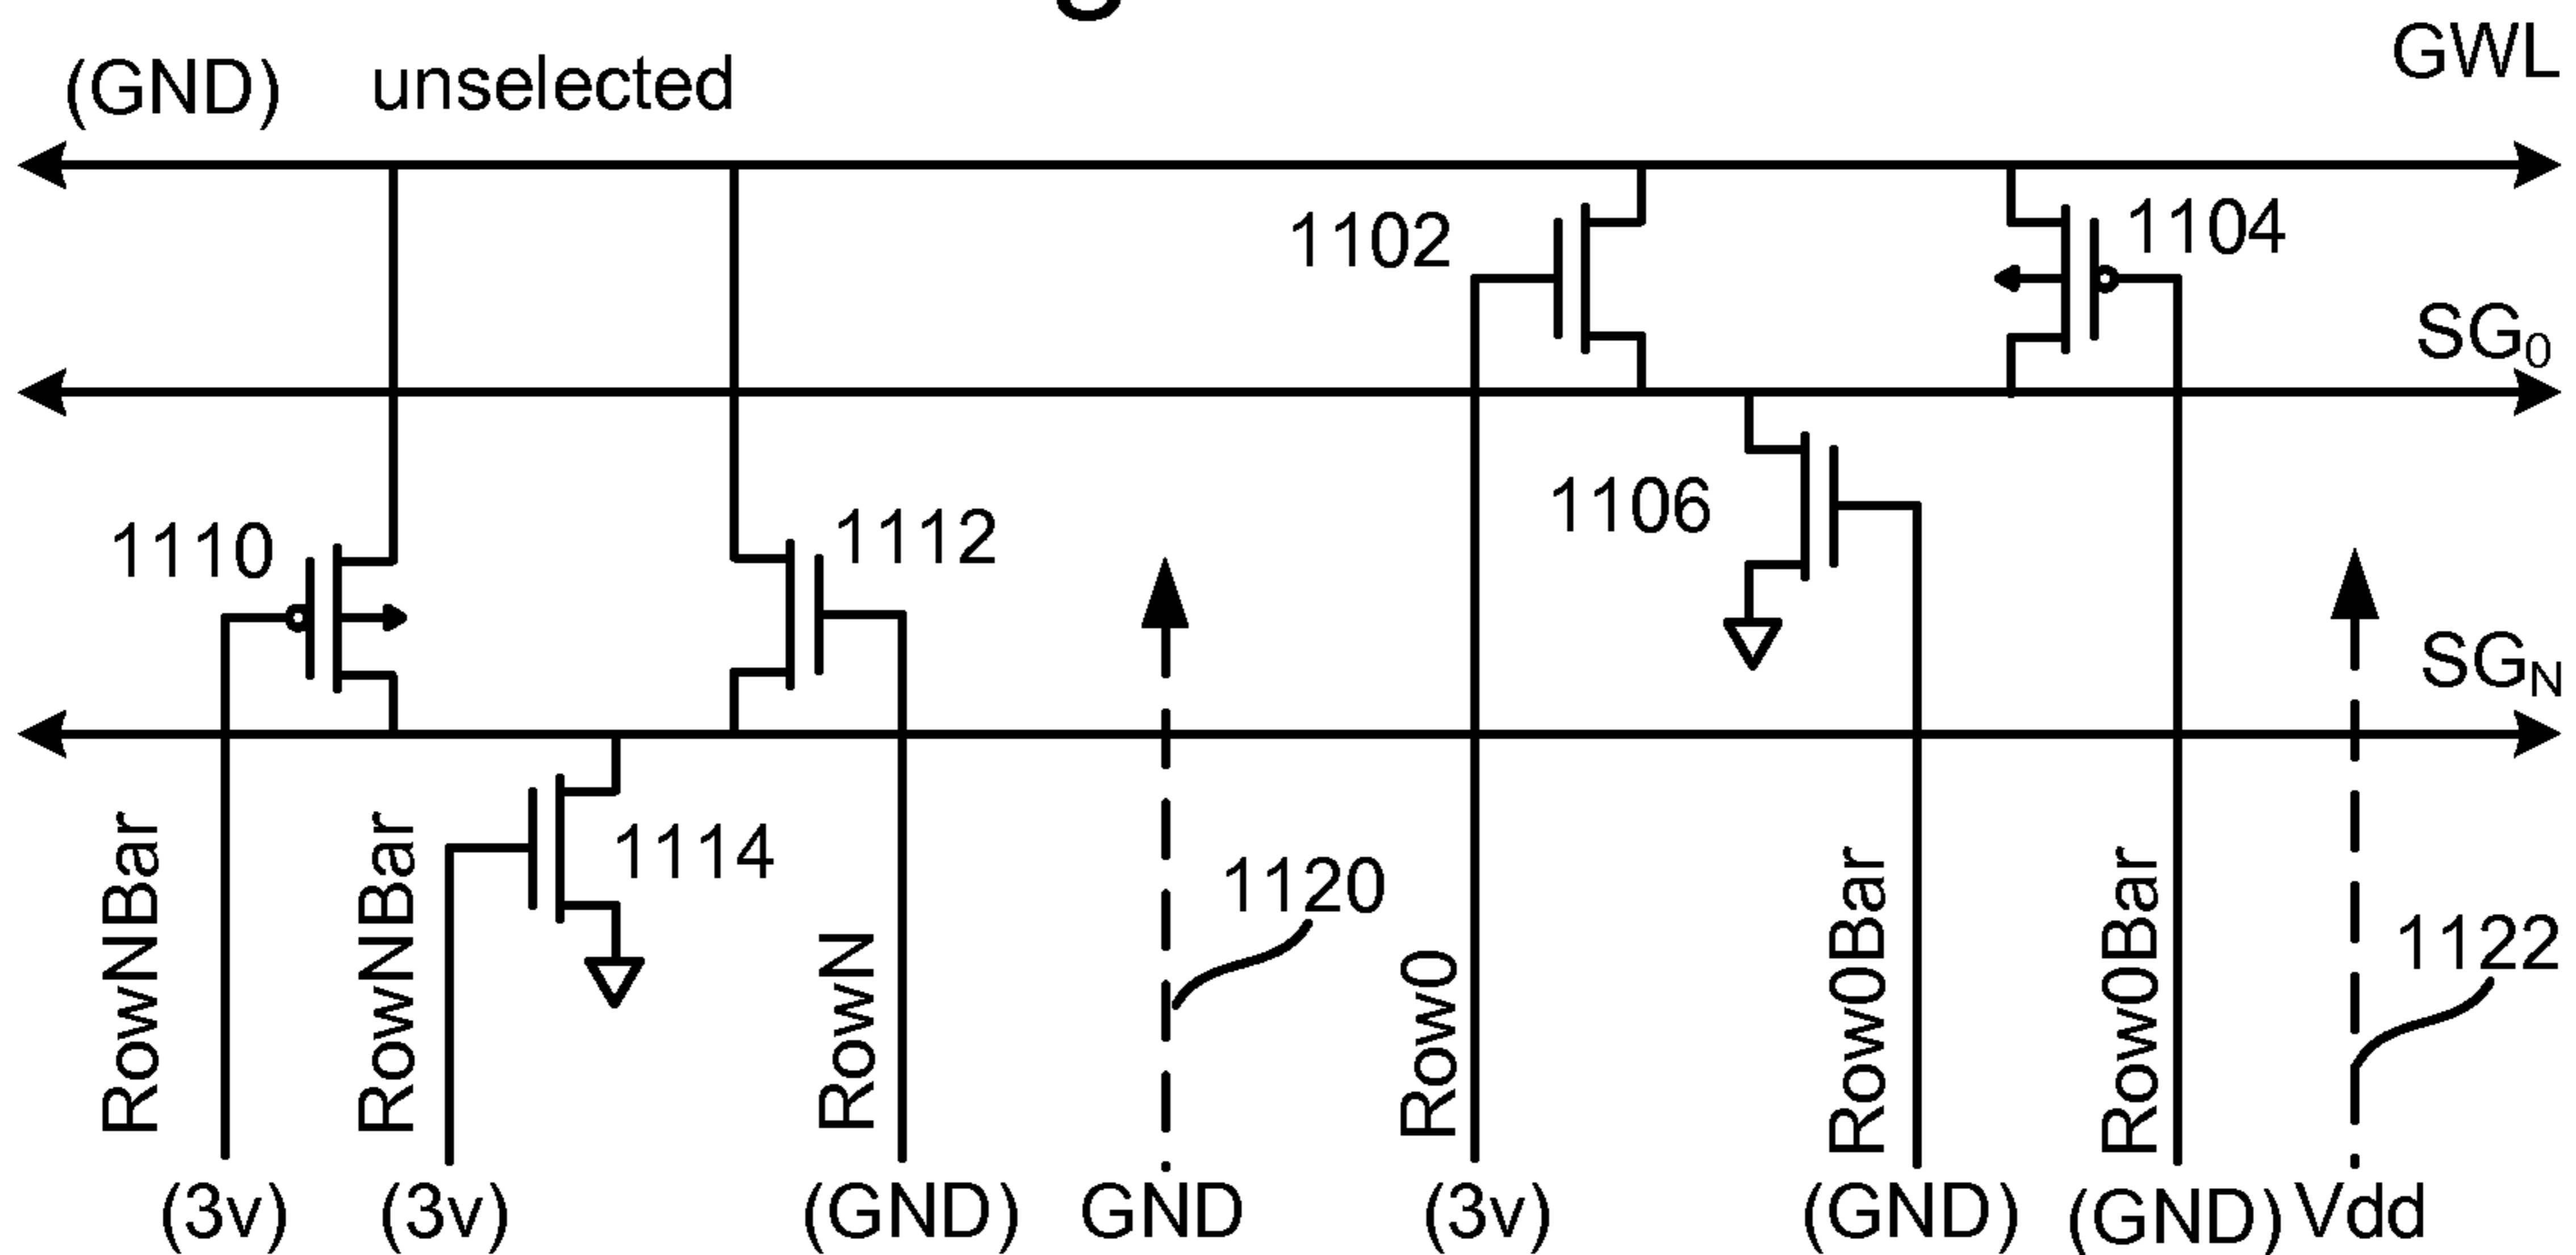 (GND) unselected GWL
1102 1104
SG₀
1110 1112 1106
SG_N
1114
1120
1122
RowNBar
RowNBar
RowN
Row0
Row0Bar
Row0Bar
(3v) (3v) (GND) GND (3v) (GND) (GND) Vdd